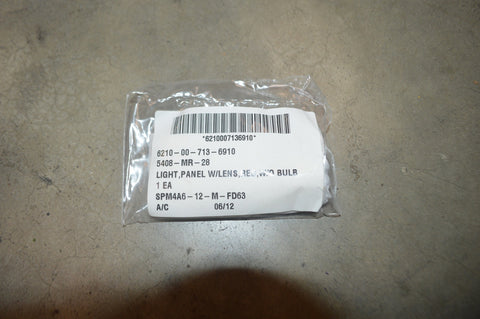 *6210007136910*
6210-00-713-6910
5408-MR-28
LIGHT,PANEL W/LENS,RED,W/O BULB
1 EA
SPM4A6-12-M-FD63
A/C 06/12